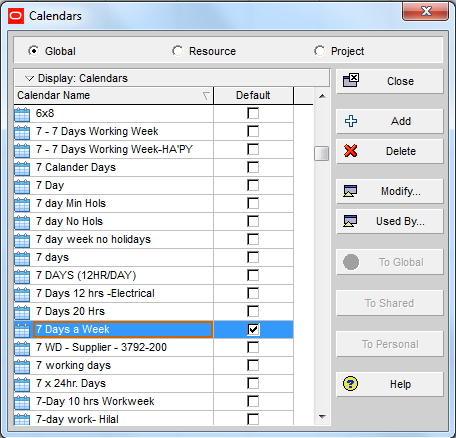 Calendars
Global Resource Project
Display: Calendars
Calendar Name Default
6x8
7 - 7 Days Working Week
7 - 7 Days Working Week-HA'PY
7 Calander Days
7 Day
7 day Min Hols
7 day No Hols
7 day week no holidays
7 days
7 DAYS (12HR/DAY)
7 Days 12 hrs -Electrical
7 Days 20 Hrs
7 Days a Week
7 WD - Supplier - 3792-200
7 working days
7 x 24hr. Days
7-Day 10 hrs Workweek
7-day work- Hilal
Close
Add
Delete
Modify...
Used By...
To Global
To Shared
To Personal
Help